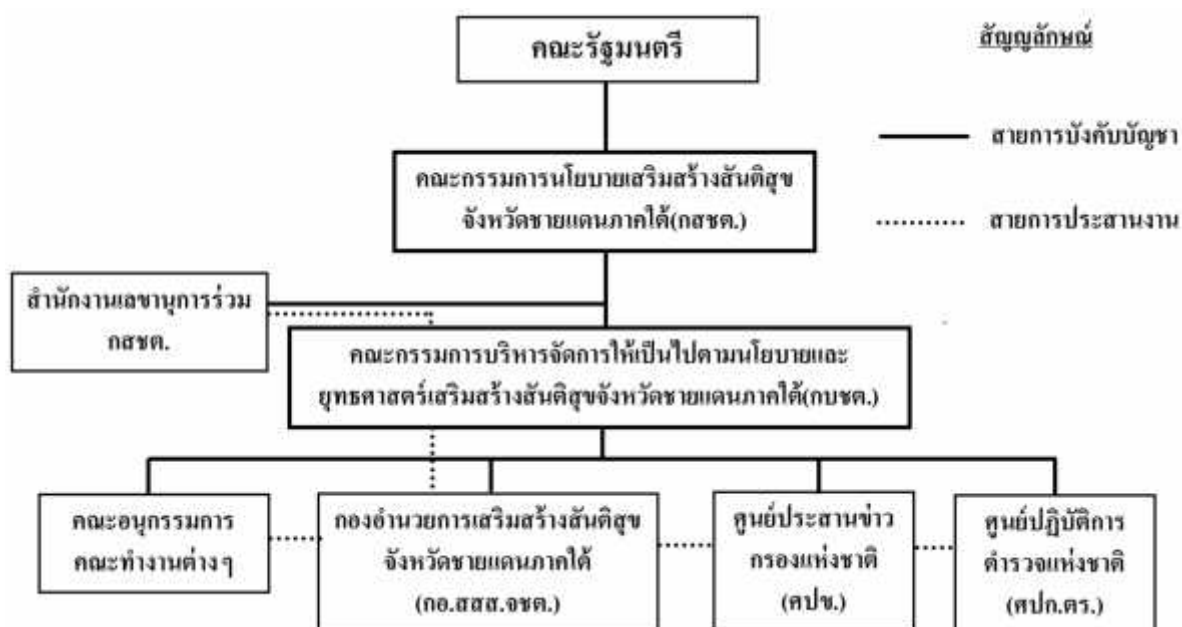 คณะรัฐมนตรี
สัญญลักษณ์
สายการบังคับบัญชา
สายการประสานงาน
คณะกรรมการนโยบายเสริมสร้างสันติสุข
จังหวัดชายแดนภาคใต้(กสชต.)
สำนักงานเลขานุการร่วม
กสชต.
คณะกรรมการบริหารจัดการให้เป็นไปตามนโยบายและ
ยุทธศาสตร์เสริมสร้างสันติสุขจังหวัดชายแดนภาคใต้(กบชต.)
คณะอนุกรรมการ
คณะทำงานต่างๆ
กองอำนวยการเสริมสร้างสันติสุข
จังหวัดชายแดนภาคใต้
(กอ.สสส.จชต.)
ศูนย์ประสานข่าว
กรองแห่งชาติ
(ศปข.)
ศูนย์ปฏิบัติการ
ตำรวจแห่งชาติ
(ศปก.ตร.)